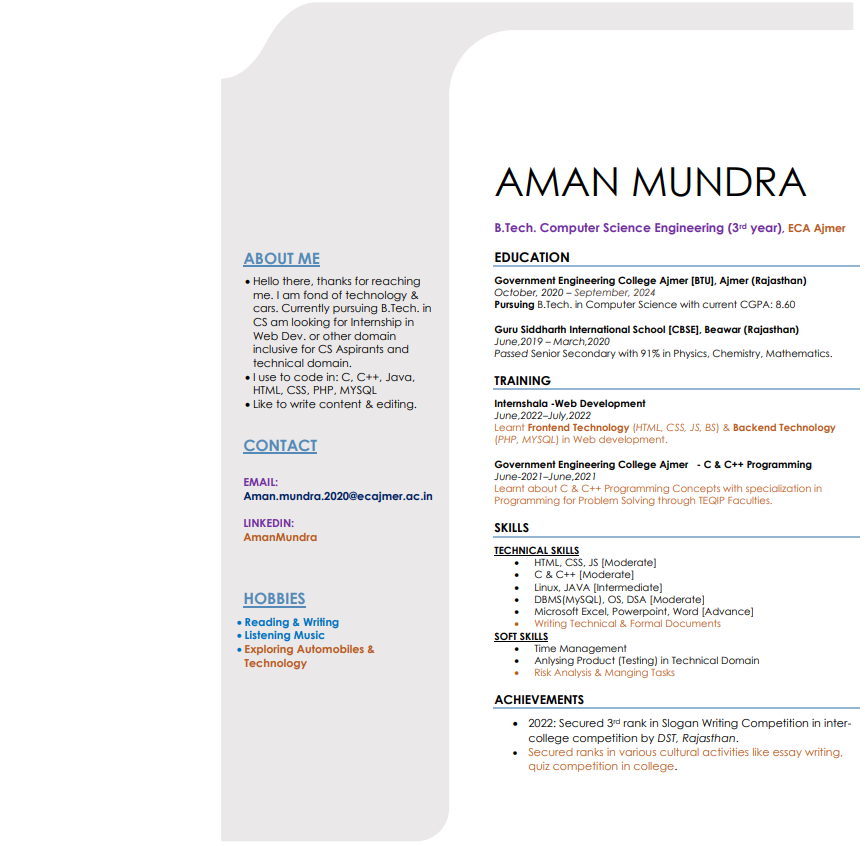 AMAN MUNDRA
B.Tech. Computer Science Engineering (3rd year), ECA Ajmer
ABOUT ME
• Hello there, thanks for reaching
me. I am fond of technology &
cars. Currently pursuing B.Tech. in
CS am looking for Internship in
Web Dev. or other domain
inclusive for CS Aspirants and
technical domain.
• I use to code in: C, C++, Java,
HTML, CSS, PHP, MYSQL
• Like to write content & editing.
CONTACT
EMAIL:
Aman.mundra.2020@ecajmer.ac.in
LINKEDIN:
AmanMundra
HOBBIES
• Reading & Writing
• Listening Music
• Exploring Automobiles &
Technology
EDUCATION
Government Engineering College Ajmer [BTU], Ajmer (Rajasthan)
October, 2020 – September, 2024
Pursuing B.Tech. in Computer Science with current CGPA: 8.60
Guru Siddharth International School [CBSE], Beawar (Rajasthan)
June,2019 – March,2020
Passed Senior Secondary with 91% in Physics, Chemistry, Mathematics.
TRAINING
Internshala -Web Development
June,2022–July,2022
Learnt Frontend Technology (HTML, CSS, JS, BS) & Backend Technology
(PHP, MYSQL) in Web development.
Government Engineering College Ajmer - C & C++ Programming
June-2021–June,2021
Learnt about C & C++ Programming Concepts with specialization in
Programming for Problem Solving through TEQIP Faculties.
SKILLS
TECHNICAL SKILLS
• HTML, CSS, JS [Moderate]
• C & C++ [Moderate]
• Linux, JAVA [Intermediate]
• DBMS(MySQL), OS, DSA [Moderate]
• Microsoft Excel, Powerpoint, Word [Advance]
• Writing Technical & Formal Documents
SOFT SKILLS
• Time Management
• Anlysing Product (Testing) in Technical Domain
• Risk Analysis & Manging Tasks
ACHIEVEMENTS
• 2022: Secured 3rd rank in Slogan Writing Competition in inter-
college competition by DST, Rajasthan.
• Secured ranks in various cultural activities like essay writing,
quiz competition in college.